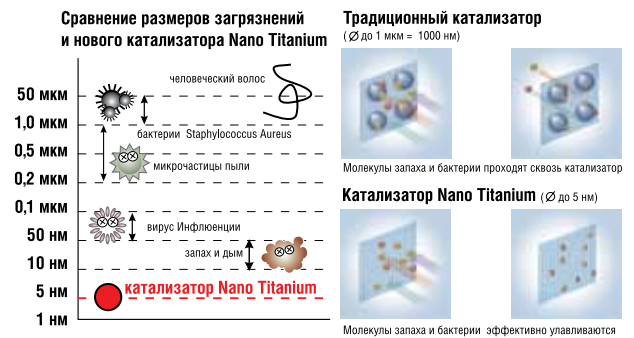 Сравнение размеров загрязнений
и нового катализатора Nano Titanium
50 мкм
1,0 мкм
0,5 мкм
0,2 мкм
0,1 мкм
50 нм
10 нм
5 нм
1 нм
человеческий волос
бактерии Staphylococcus Aureus
микрочастицы пыли
вирус Инфлюенции
запах и дым
катализатор Nano Titanium
Традиционный катализатор
(∅ до 1 мкм = 1000 нм)
Молекулы запаха и бактерии проходят сквозь катализатор
Катализатор Nano Titanium (∅ до 5 нм)
Молекулы запаха и бактерии эффективно улавливаются